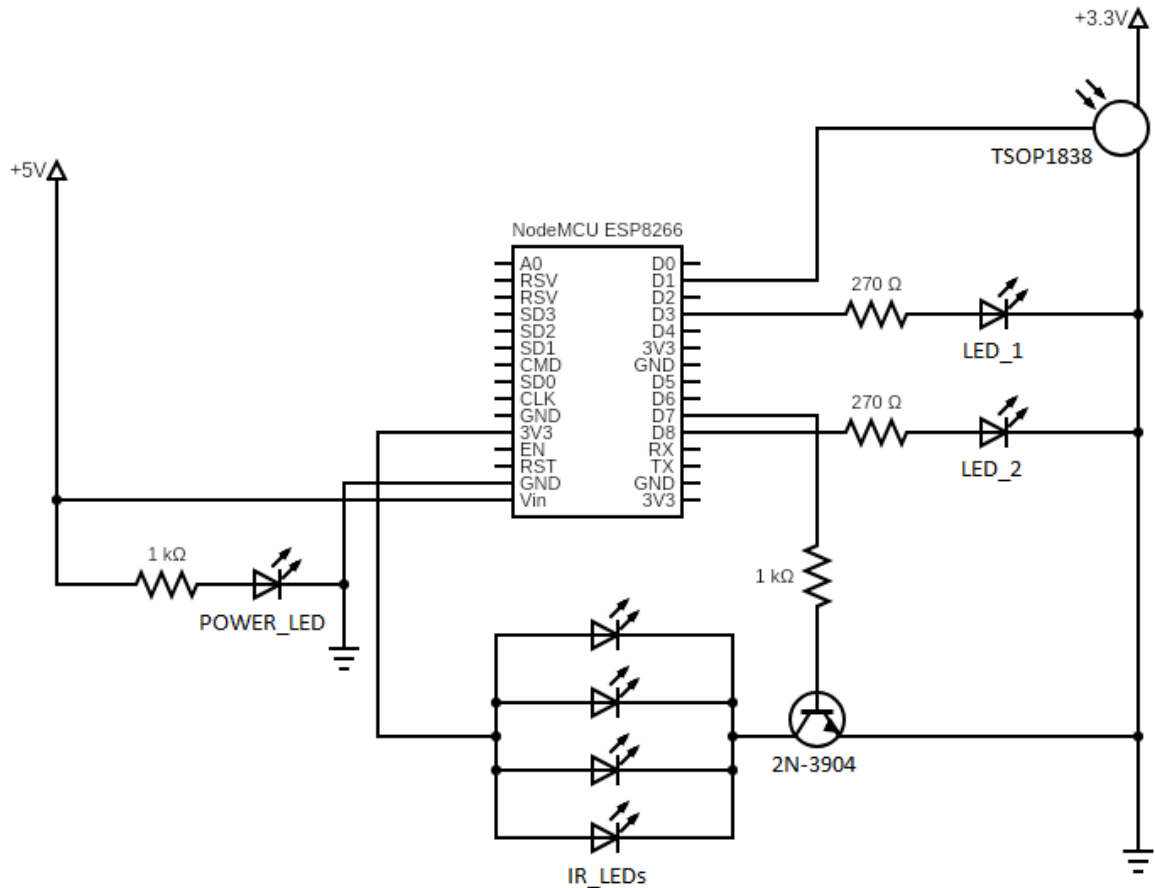 +3.3V
TSOP1838
+5V
NodeMCU ESP8266
A0 D0
RSV D1
RSV D2
SD3 D3
SD2 D4
SD1 3V3
CMD GND
SD0 D5
CLK D6
GND D7
3V3 D8
EN RX
RST TX
GND GND
Vin 3V3
270 Ω
LED_1
270 Ω
LED_2
1 kΩ
POWER_LED
1 kΩ
2N-3904
IR_LEDs